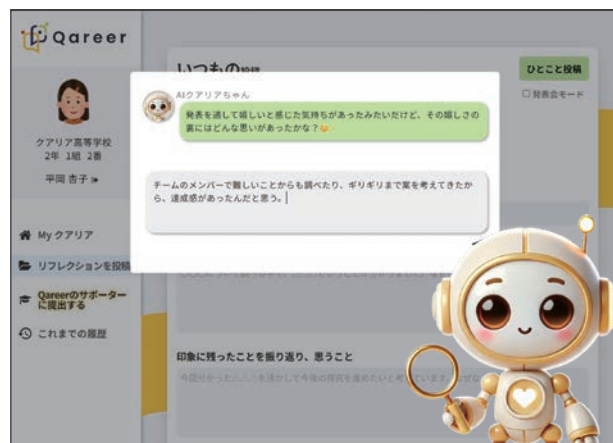 Qareer
いつもの投稿
ひとこと投稿
発表会モード
AIクアリアちゃん
発表を通して嬉しいと感じた気持ちがあったみたいだけど、その嬉しさの
裏にはどんな思いがあったかな？
クアリア高等学校
2年 1組 2番
平岡 杏子
チームのメンバーで難しいことからも調べたり、ギリギリまで案を考えてきたか
ら、達成感があったんだと思う。
My クアリア
リフレクションを投稿
Qareerのサポーター
に提出する
これまでの履歴
印象に残ったことを振り返り、思うこと